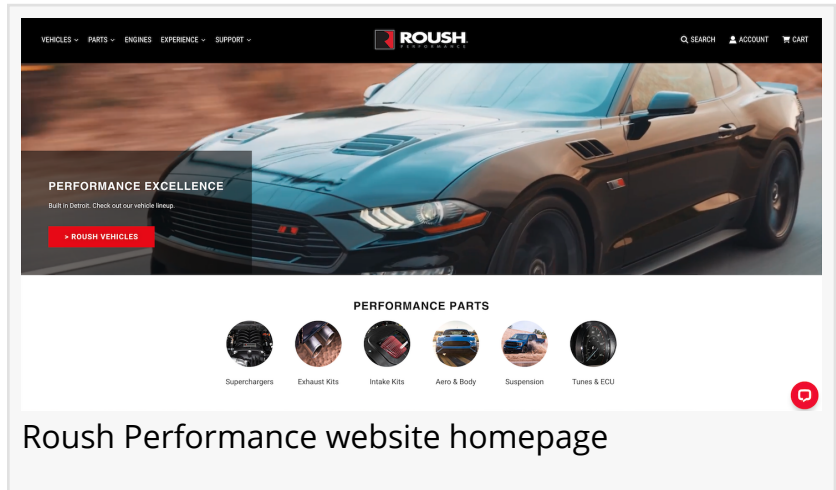 VEHICLES PARTS ENGINES EXPERIENCE SUPPORT
ROUSH
PERFORMANCE
SEARCH ACCOUNT CART
PERFORMANCE EXCELLENCE
Built in Detroit. Check out our vehicle lineup.
> ROUSH VEHICLES
PERFORMANCE PARTS
Superchargers Exhaust Kits Intake Kits Aero & Body Suspension Tunes & ECU
Roush Performance website homepage